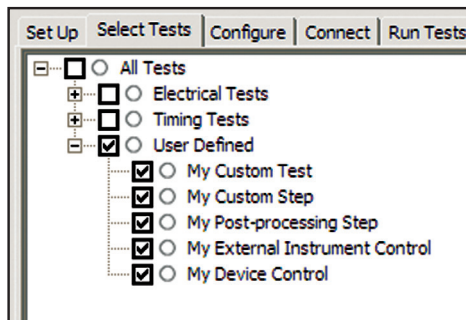 Set Up Select Tests Configure Connect Run Tests
All Tests
Electrical Tests
Timing Tests
User Defined
My Custom Test
My Custom Step
My Post-processing Step
My External Instrument Control
My Device Control